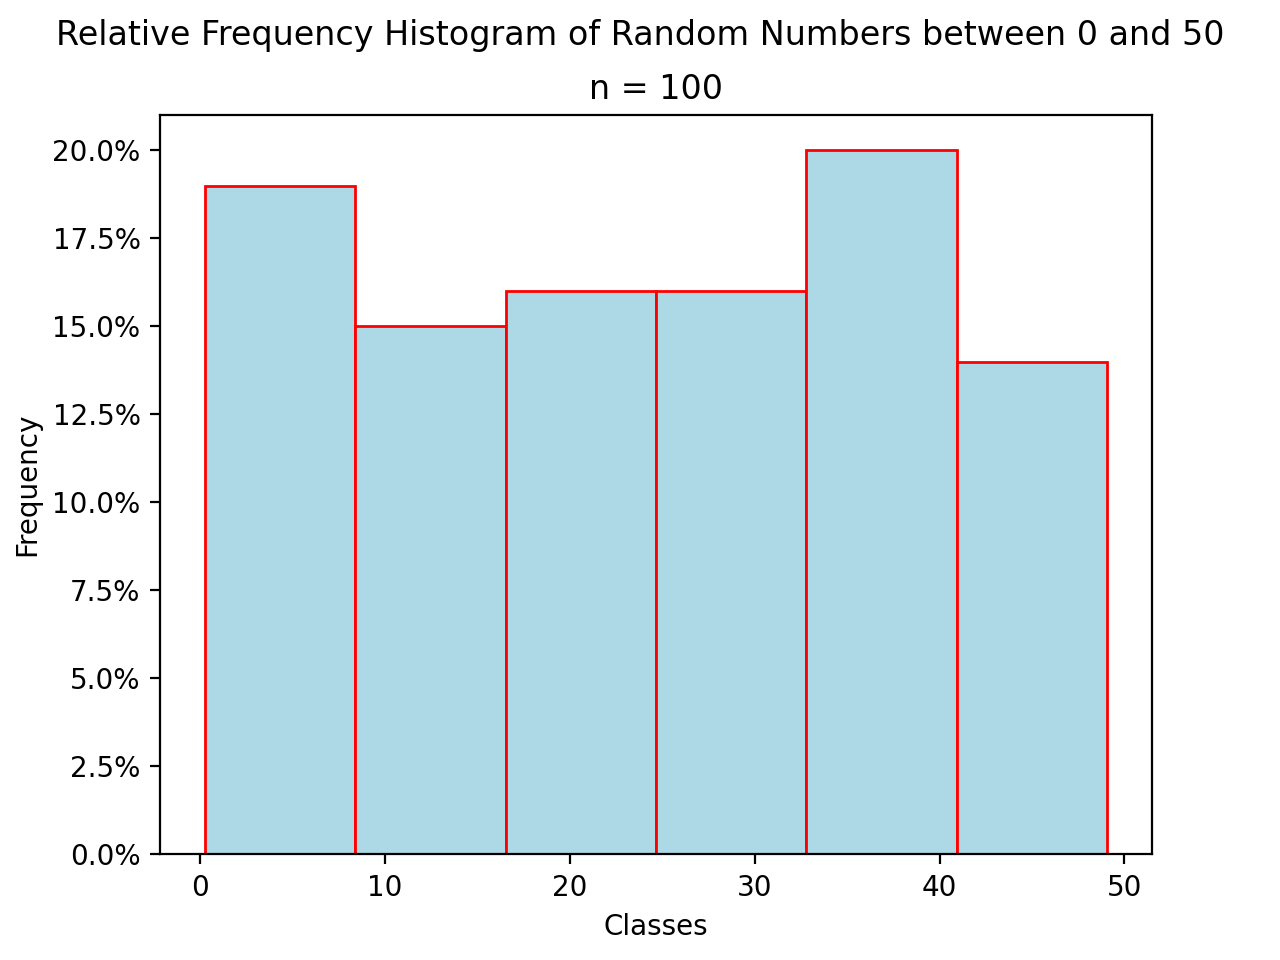 Relative Frequency Histogram of Random Numbers between 0 and 50
n = 100
20.0%
17.5%
15.0%
12.5%
10.0%
7.5%
5.0%
2.5%
0.0%
Frequency
0 10 20 30 40 50
Classes